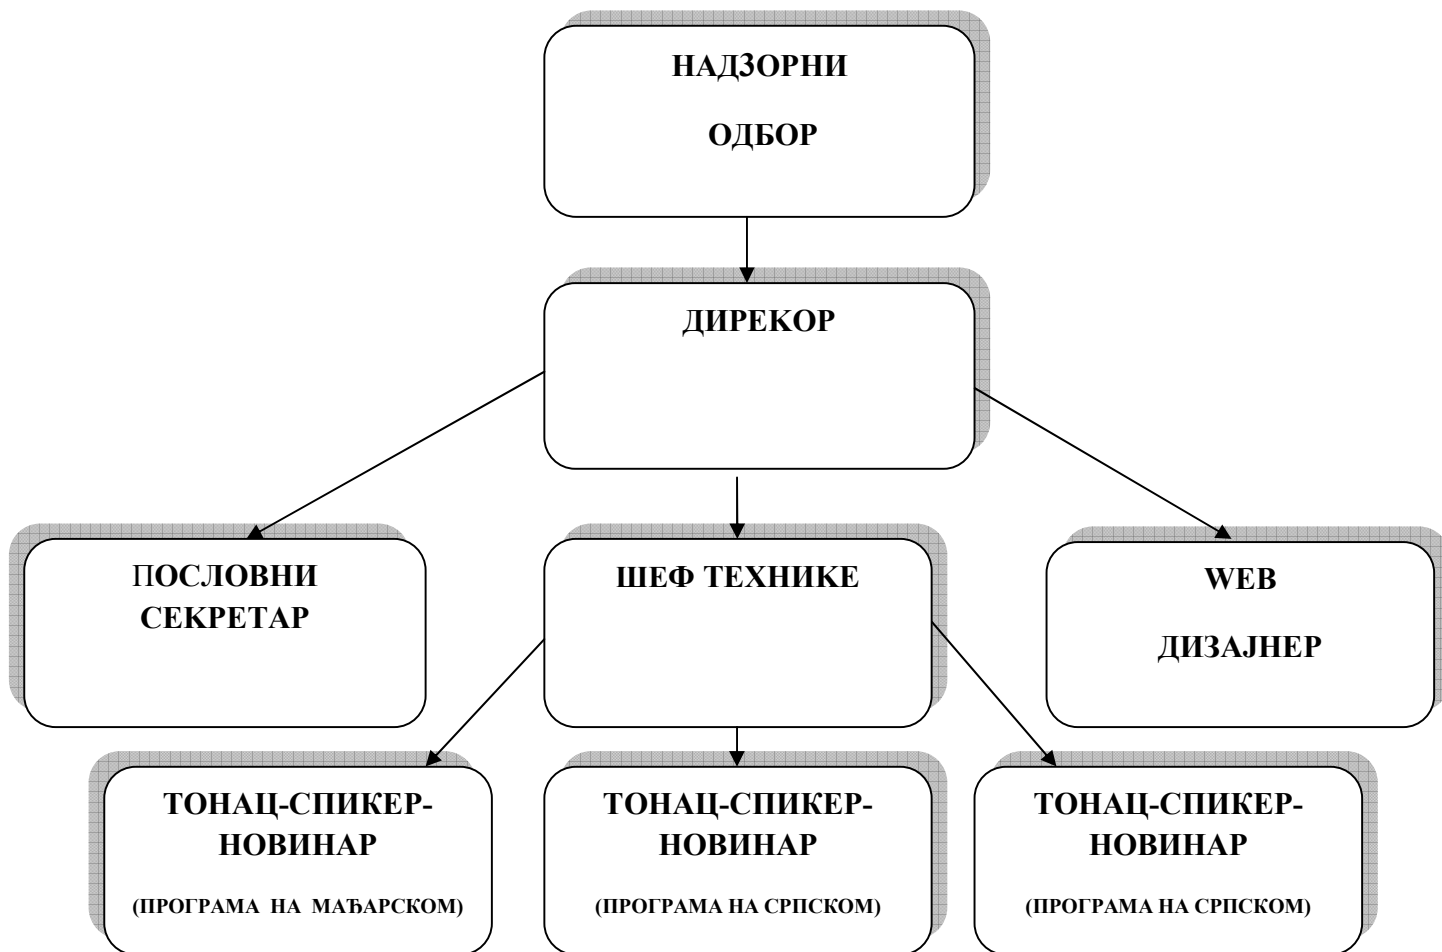 НАДЗОРНИ
ОДБОР
ДИРЕКОР
ПОСЛОВНИ
СЕКРЕТАР
ШЕФ ТЕХНИКЕ
WEB
ДИЗАЈНЕР
ТОНАЦ-СПИКЕР-
НОВИНАР
(ПРОГРАМА НА МАЂАРСКОМ)
ТОНАЦ-СПИКЕР-
НОВИНАР
(ПРОГРАМА НА СРПСКОМ)
ТОНАЦ-СПИКЕР-
НОВИНАР
(ПРОГРАМА НА СРПСКОМ)